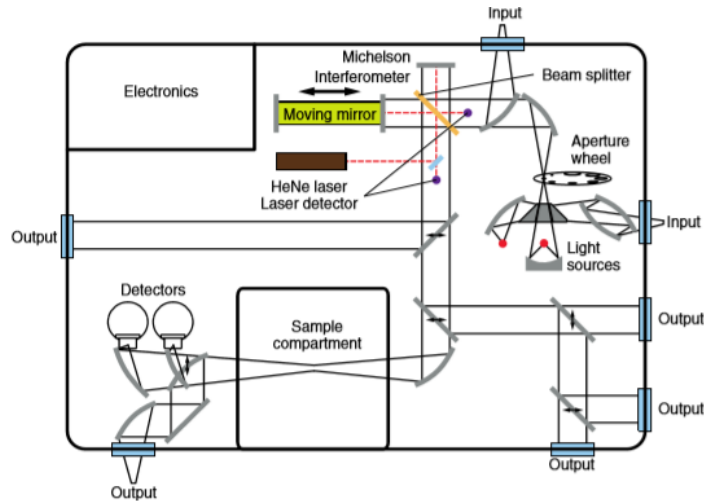 Input
Michelson
Interferometer
Beam splitter
Electronics
Moving mirror
Aperture
wheel
HeNe laser
Laser detector
Output
Input
Light
sources
Detectors
Sample
compartment
Output
Output
Output
Output